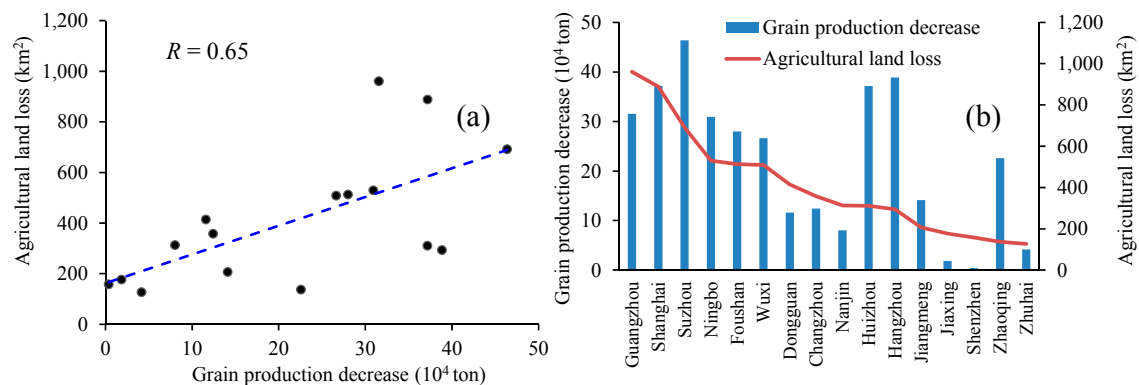 1,200
1,000
800
600
400
200
0
Agricultural land loss (km²)
R = 0.65
(a)
0 10 20 30 40 50
Grain production decrease (10⁴ ton)
50
40
30
20
10
0
Grain production decrease (10⁴ ton)
Grain production decrease
Agricultural land loss
(b)
1,200
1,000
800
600
400
200
0
Agricultural land loss (km²)
Guangzhou
Shanghai
Suzhou
Ningbo
Foushan
Wuxi
Dongguan
Changzhou
Nanjin
Huizhou
Hangzhou
Jiangmeng
Jiaxing
Shenzhen
Zhaoqing
Zhuhai